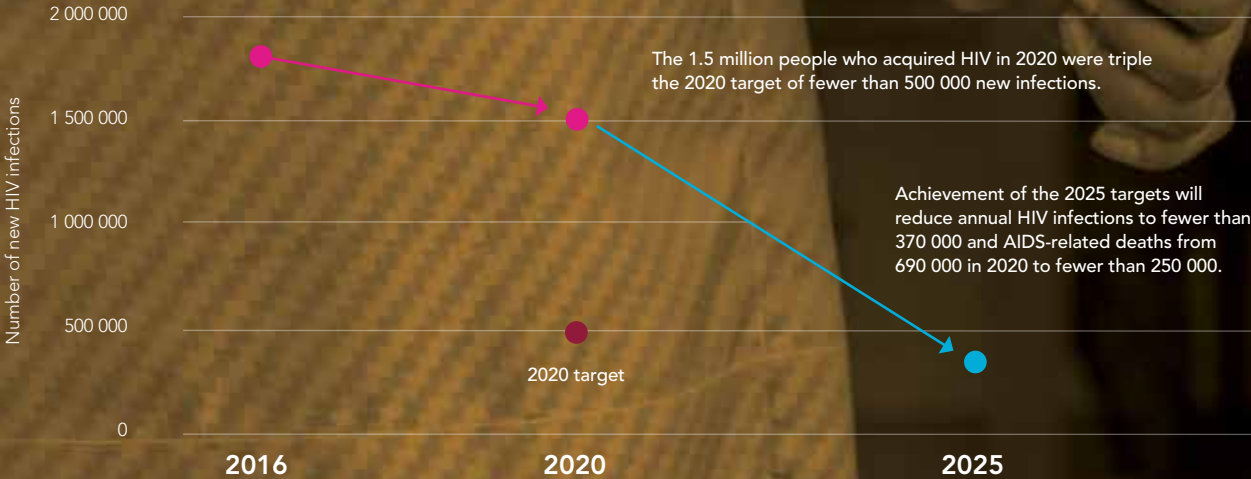 2 000 000
The 1.5 million people who acquired HIV in 2020 were triple
the 2020 target of fewer than 500 000 new infections.
1 500 000
Number of new HIV infections
Achievement of the 2025 targets will
reduce annual HIV infections to fewer than
370 000 and AIDS-related deaths from
690 000 in 2020 to fewer than 250 000.
1 000 000
500 000
2020 target
0
2016
2020
2025